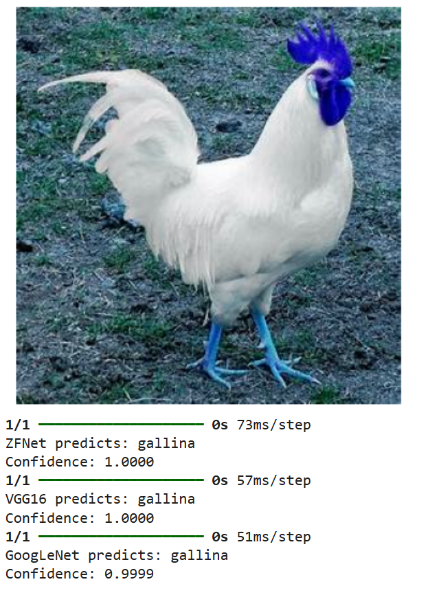 1/1 ━━━━━━━━━━━━━━━━━━━━ 0s 73ms/step
ZFNet predicts: gallina
Confidence: 1.0000
1/1 ━━━━━━━━━━━━━━━━━━━━ 0s 57ms/step
VGG16 predicts: gallina
Confidence: 1.0000
1/1 ━━━━━━━━━━━━━━━━━━━━ 0s 51ms/step
GoogLeNet predicts: gallina
Confidence: 0.9999